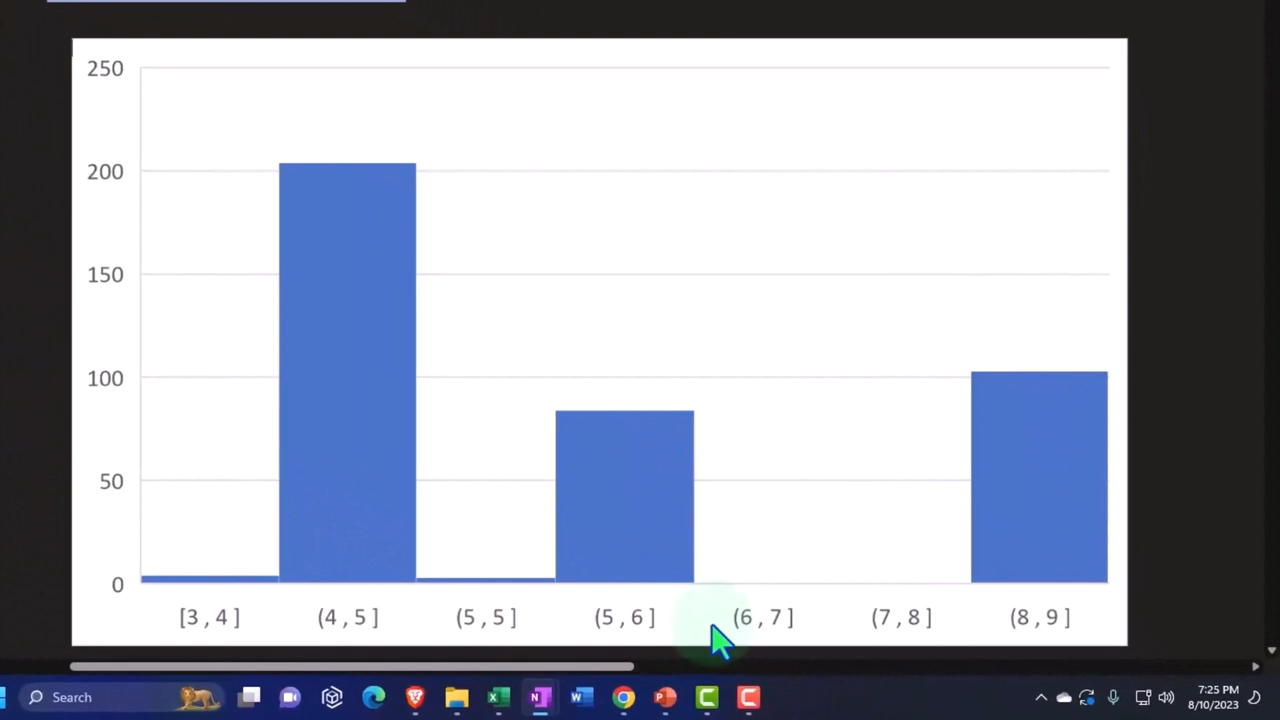 250
200
150
100
50
0
[3,4] (4,5] (5,5] (5,6] (6,7] (7,8] (8,9]
Search
7:25 PM
8/10/2023